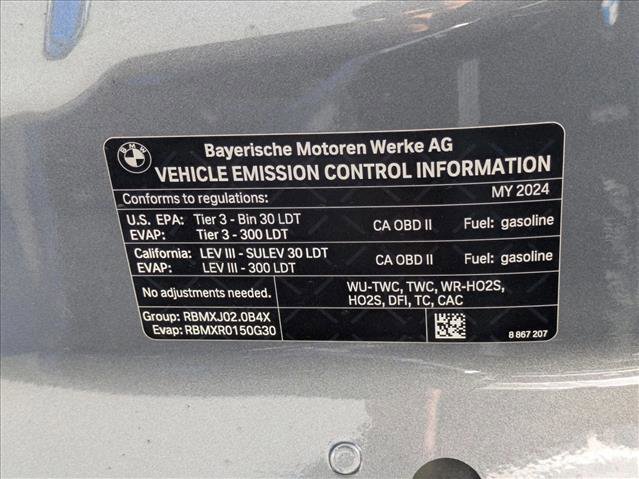 BMW
Bayerische Motoren Werke AG
VEHICLE EMISSION CONTROL INFORMATION
Conforms to regulations: MY 2024
U.S. EPA: Tier 3 - Bin 30 LDT CA OBD II Fuel: gasoline
EVAP: Tier 3 - 300 LDT
California: LEV III - SULEV 30 LDT CA OBD II Fuel: gasoline
EVAP: LEV III - 300 LDT
No adjustments needed. WU-TWC, TWC, WR-HO2S,
HO2S, DFI, TC, CAC
Group: RBMXJ02.0B4X
Evap: RBMXR0150G30
8 867 207